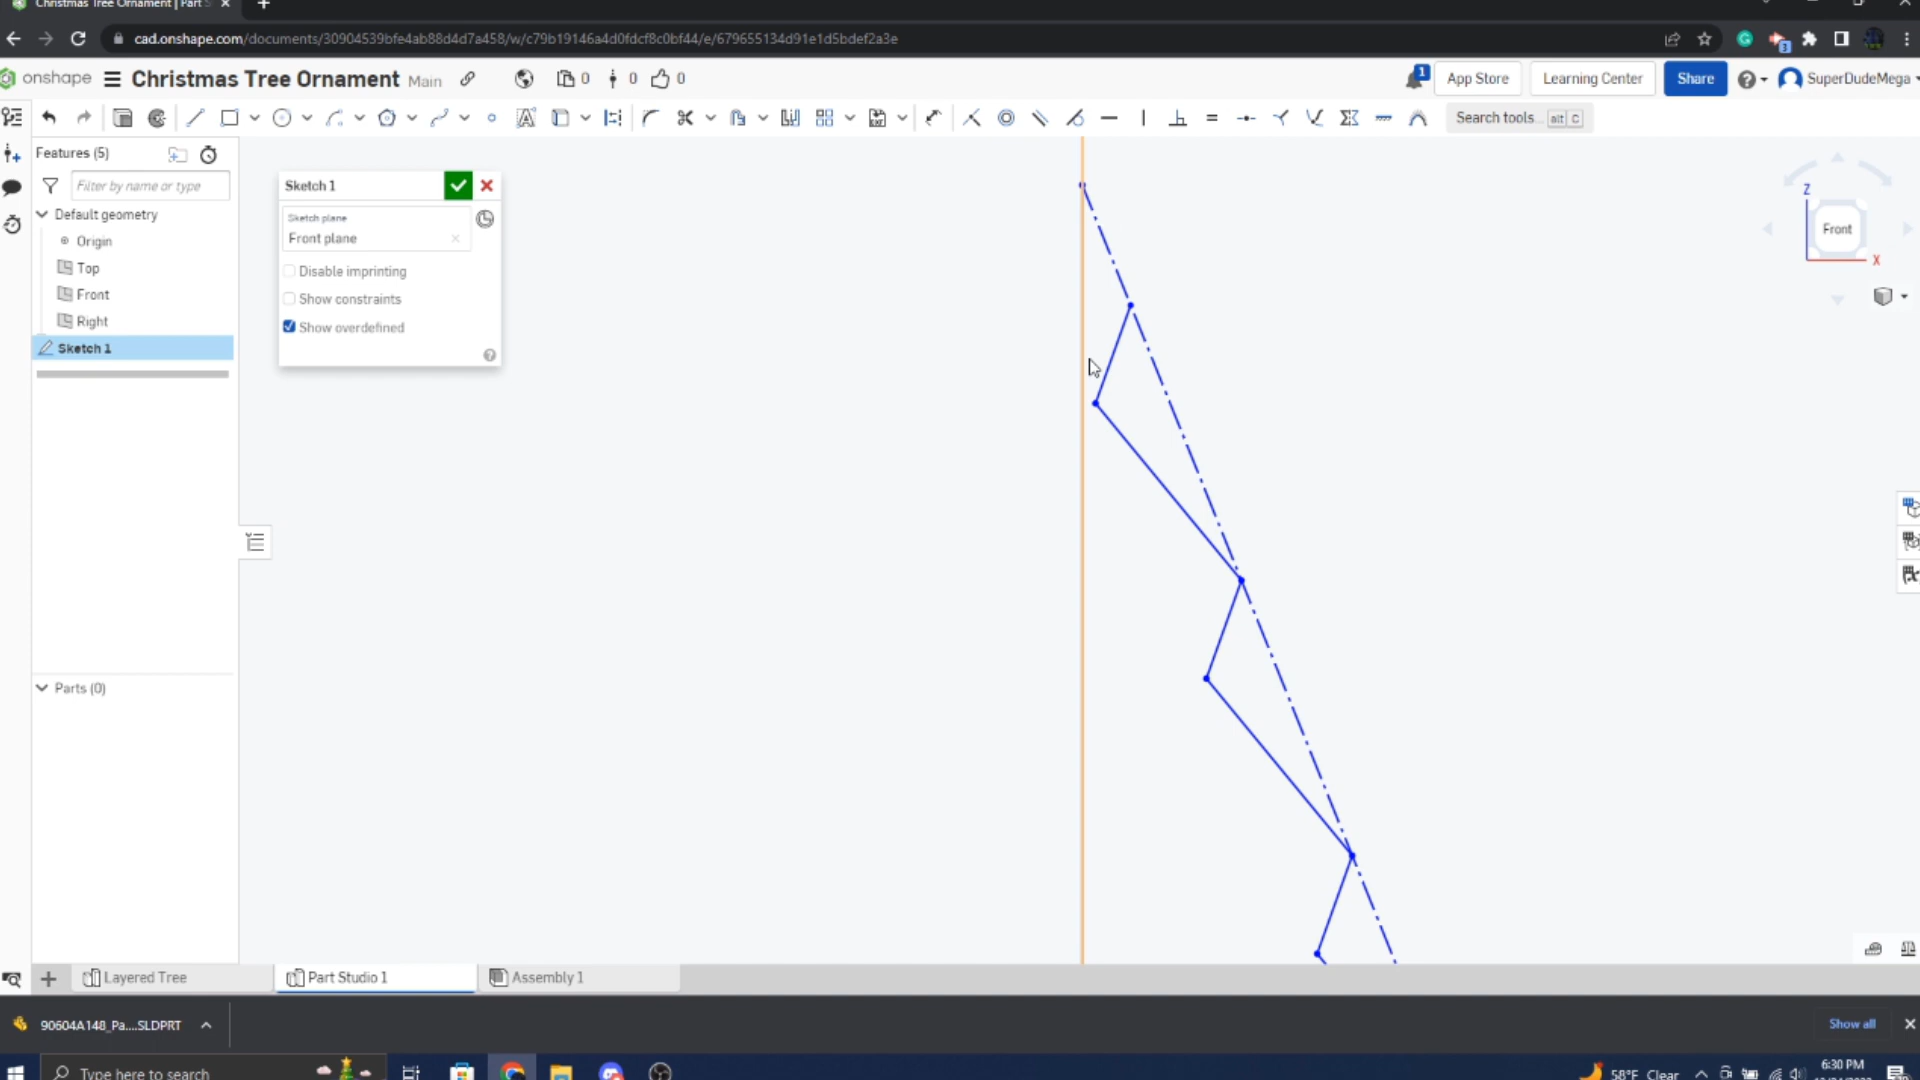 Christmas Tree Ornament | Part S
cad.onshape.com/documents/30904539bfe4ab88d4d7a458/w/c79b19146a4d0fdcf8c0bf44/e/679655134d91e1d5bdef2a3e
3
onshape Christmas Tree Ornament Main 0 0 0 1 App Store Learning Center Share SuperDudeMega
Search tools... alt C
Features (5)
Filter by name or type
Default geometry
Origin
Top
Front
Right
Sketch 1
Sketch 1
Sketch plane
Front plane
Disable imprinting
Show constraints
Show overdefined
Z
Front
X
Parts (0)
Layered Tree Part Studio 1 Assembly 1
90604A148_Pa....SLDPRT Show all
Type here to search 58°F Clear 6:30 PM